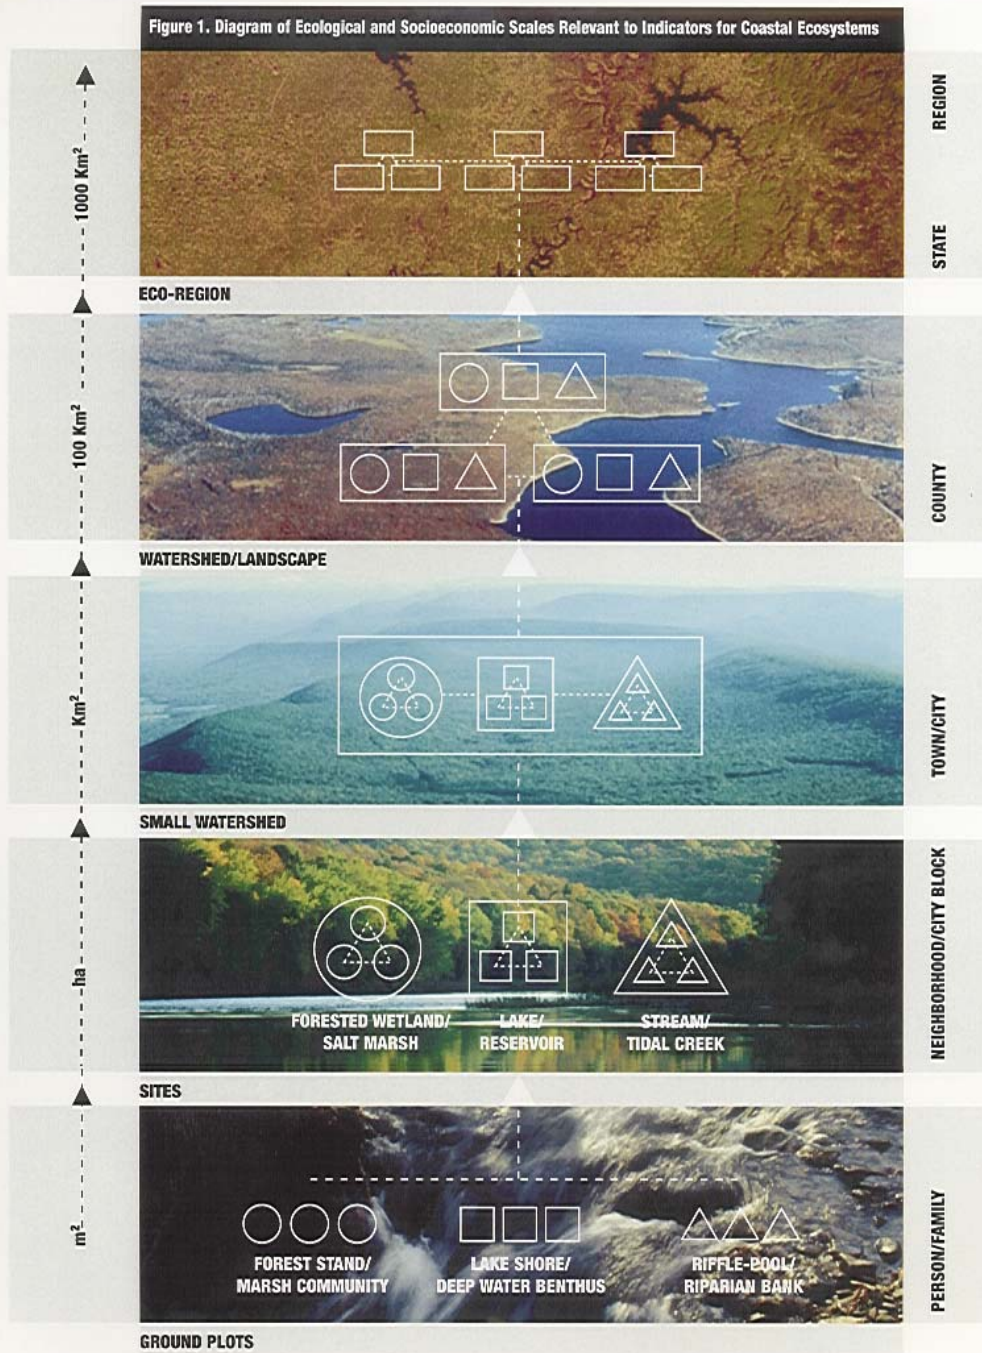 Figure 1. Diagram of Ecological and Socioeconomic Scales Relevant to Indicators for Coastal Ecosystems
1000 Km²
REGION
STATE
ECO-REGION
100 Km²
COUNTY
WATERSHED/LANDSCAPE
Km²
TOWN/CITY
SMALL WATERSHED
ha
NEIGHBORHOOD/CITY BLOCK
FORESTED WETLAND/
SALT MARSH
LAKE/
RESERVOIR
STREAM/
TIDAL CREEK
SITES
m²
PERSON/FAMILY
FOREST STAND/
MARSH COMMUNITY
LAKE SHORE/
DEEP WATER BENTHUS
RIFFLE-POOL/
RIPARIAN BANK
GROUND PLOTS